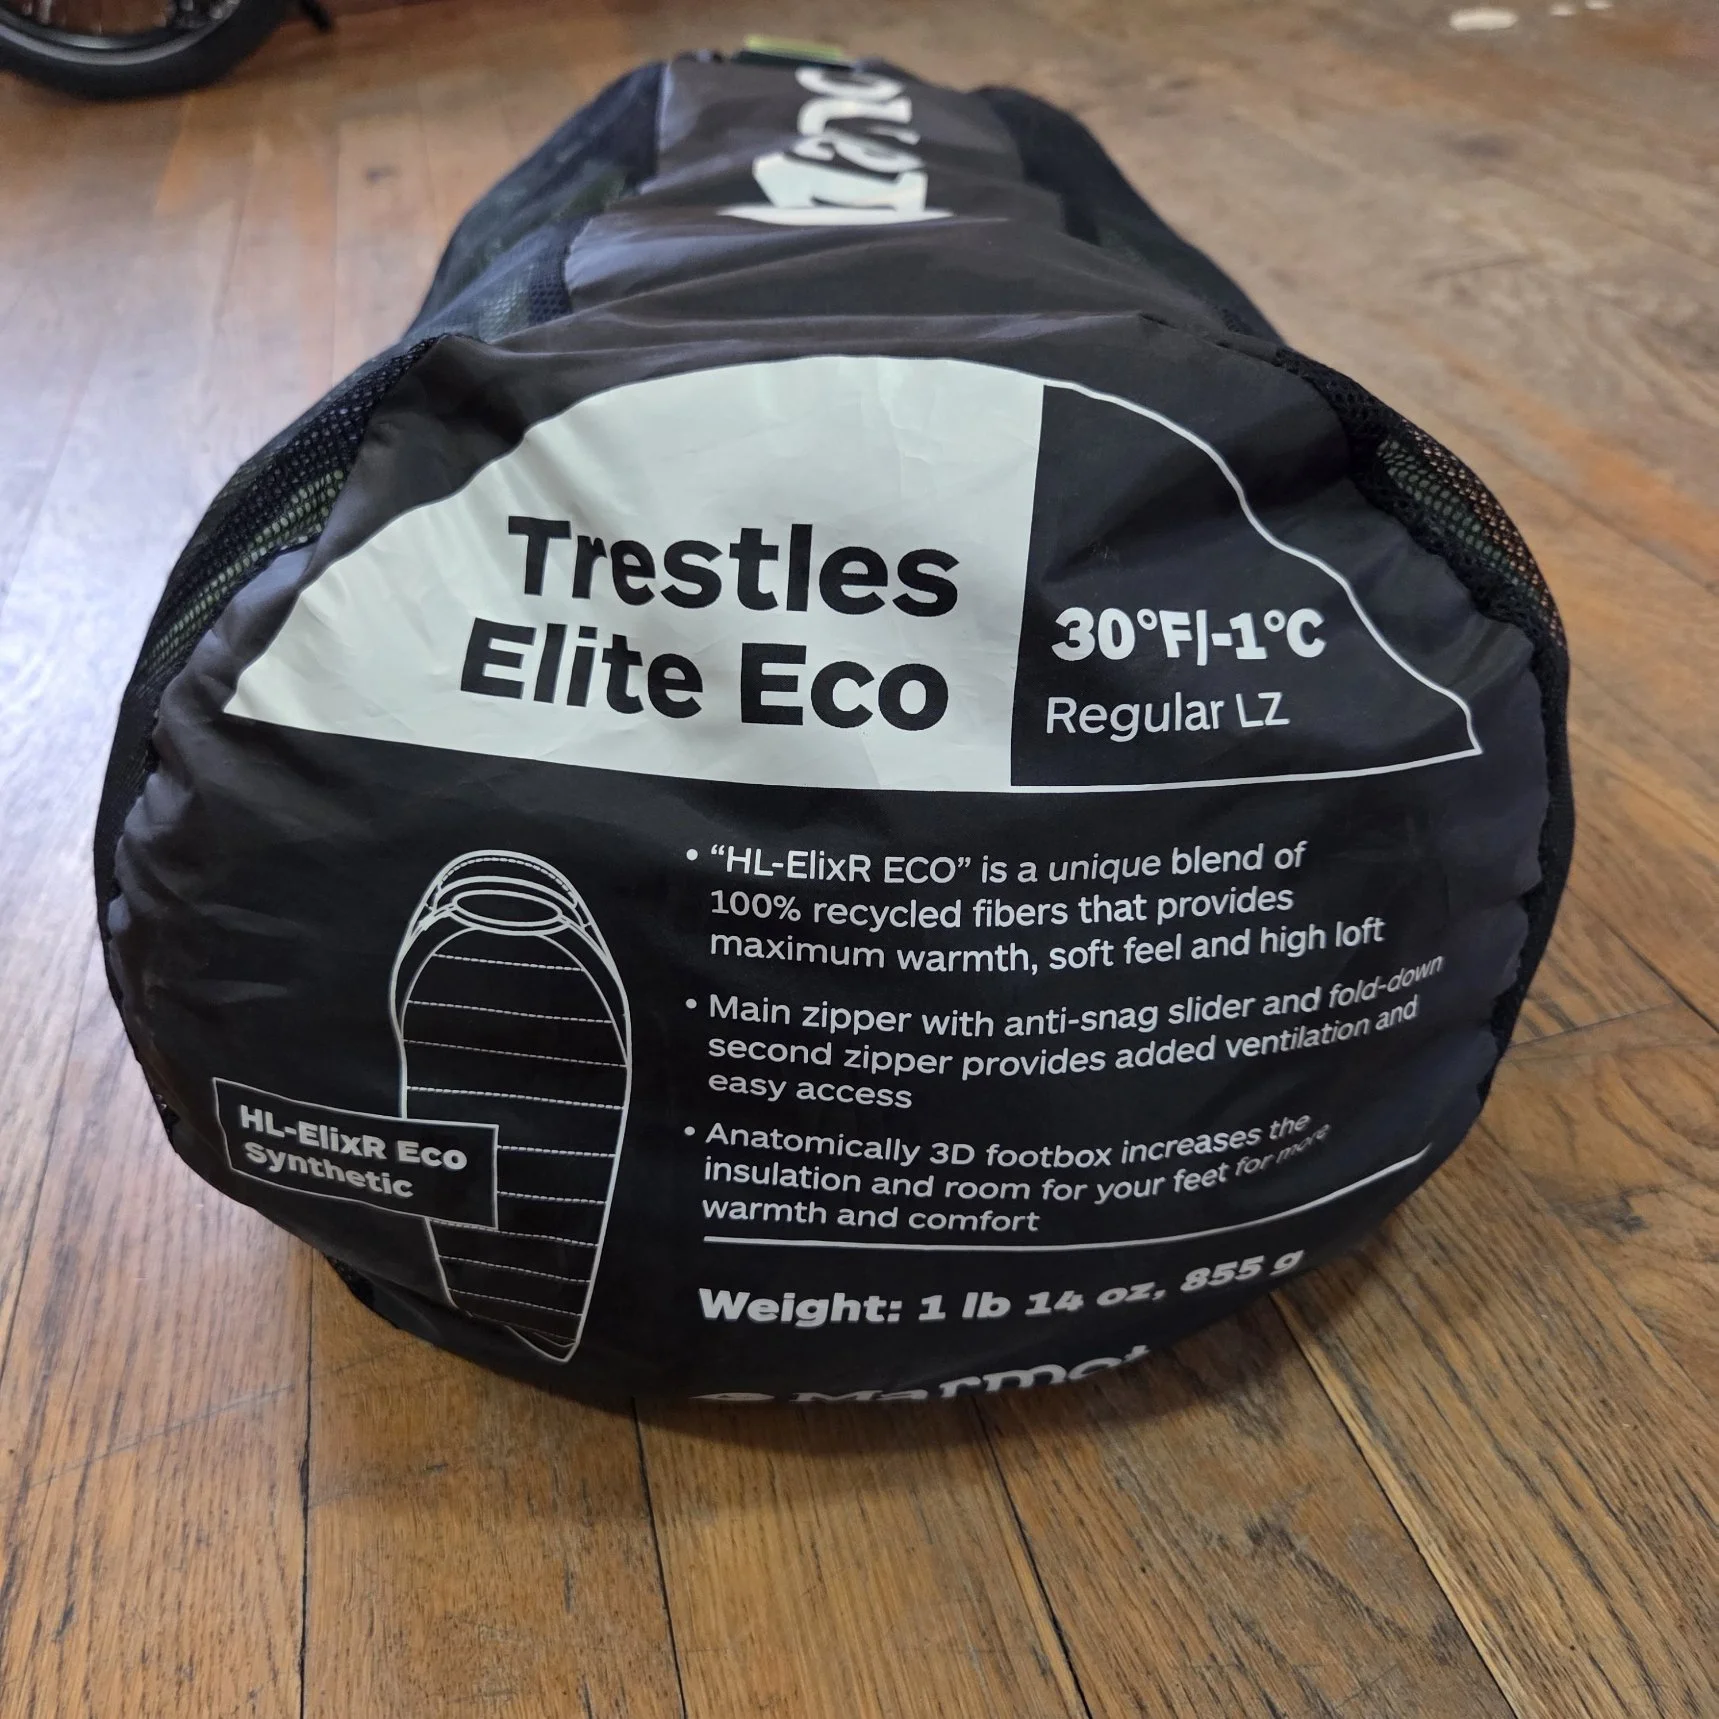 Trestles
Elite Eco
30°F/-1°C
Regular LZ
• “HL-ElixR ECO” is a unique blend of
100% recycled fibers that provides
maximum warmth, soft feel and high loft
• Main zipper with anti-snag slider and fold-down
second zipper provides added ventilation and
easy access
• Anatomically 3D footbox increases the
insulation and room for your feet for more
warmth and comfort
HL-ElixR Eco
Synthetic
Weight: 1 lb 14 oz, 855 g
Marmot